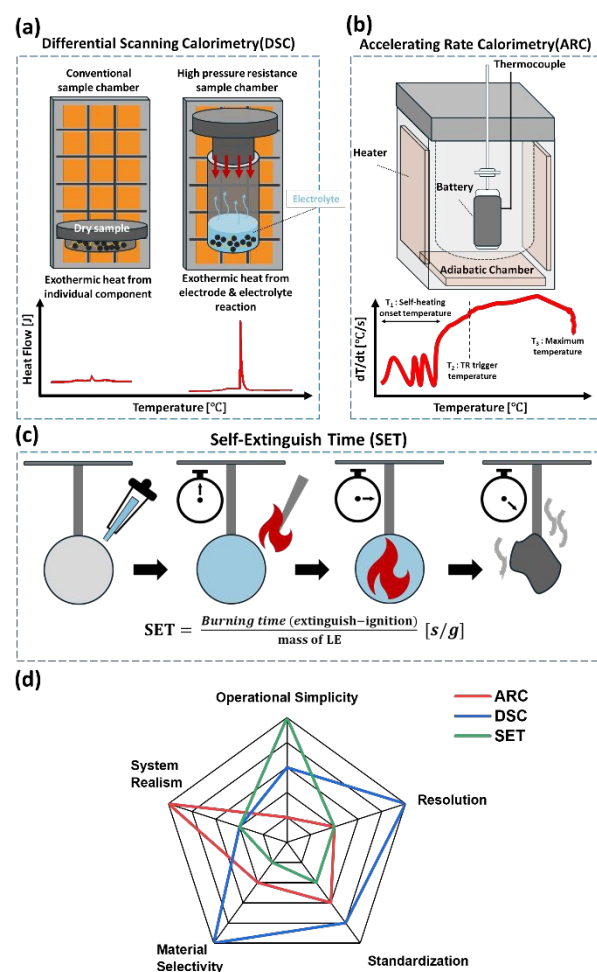 (a)
Differential Scanning Calorimetry(DSC)
Conventional
sample chamber
High pressure resistance
sample chamber
Electrolyte
Dry sample
Exothermic heat from
individual component
Exothermic heat from
electrode & electrolyte
reaction
Heat Flow [J]
Temperature [°C]
(b)
Accelerating Rate Calorimetry(ARC)
Thermocouple
Heater
Battery
Adiabatic Chamber
T₁ : Self-heating
onset temperature
T₂ : TR trigger
temperature
T₃ : Maximum
temperature
dT/dt [°C/s]
Temperature [°C]
(c)
Self-Extinguish Time (SET)
SET = Burning time (extinguish−ignition) / mass of LE [s/g]
(d)
Operational Simplicity
ARC
DSC
SET
System
Realism
Resolution
Material
Selectivity
Standardization